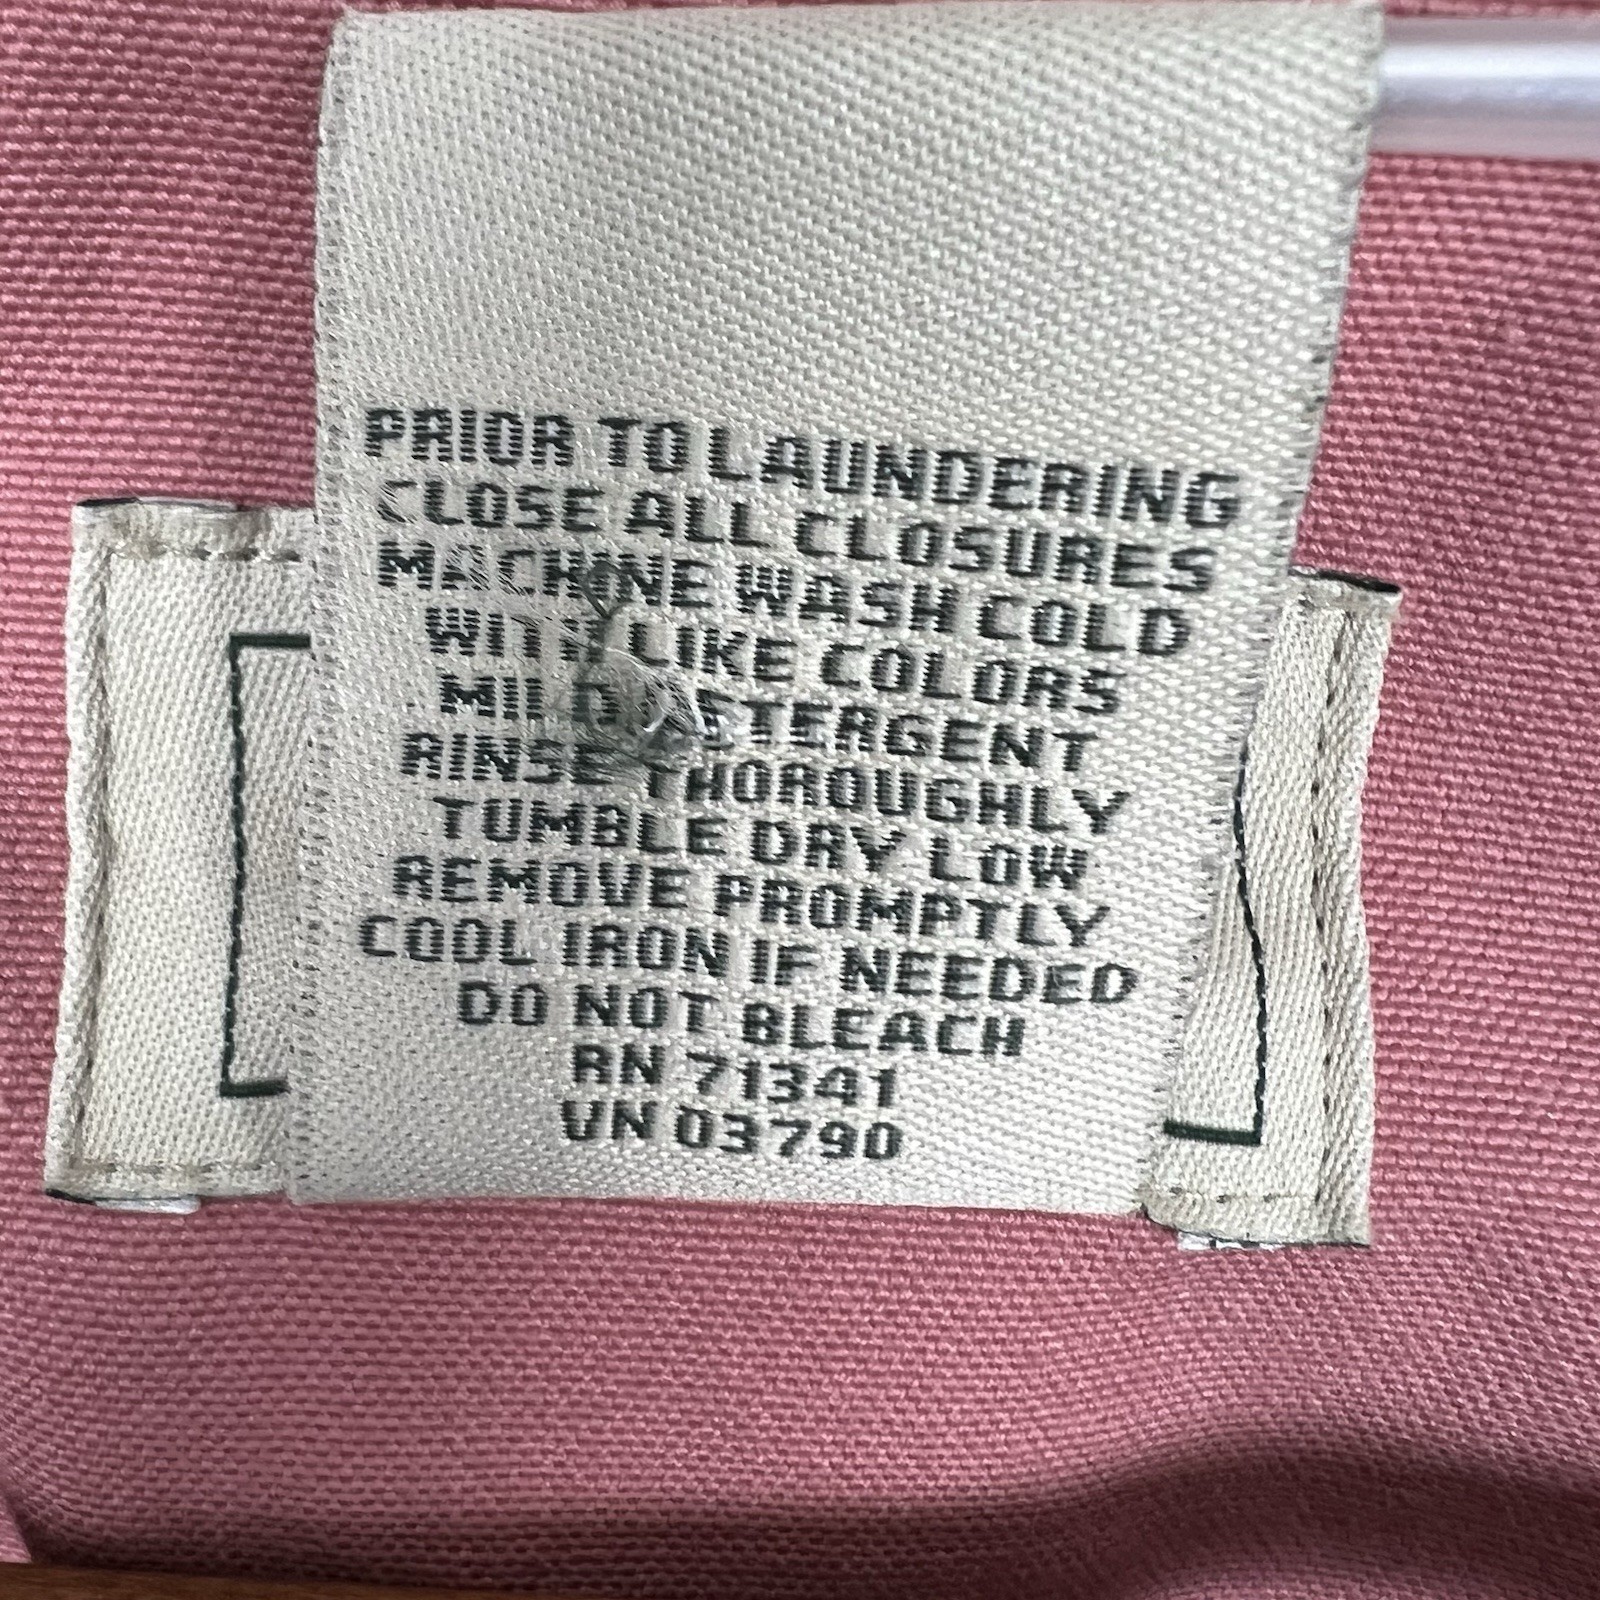 PRIOR TO LAUNDERING
CLOSE ALL CLOSURES
MACHINE WASH COLD
WITH LIKE COLORS
MILD DETERGENT
RINSE THOROUGHLY
TUMBLE DRY LOW
REMOVE PROMPTLY
COOL IRON IF NEEDED
DO NOT BLEACH
RN 71341
VN 03790